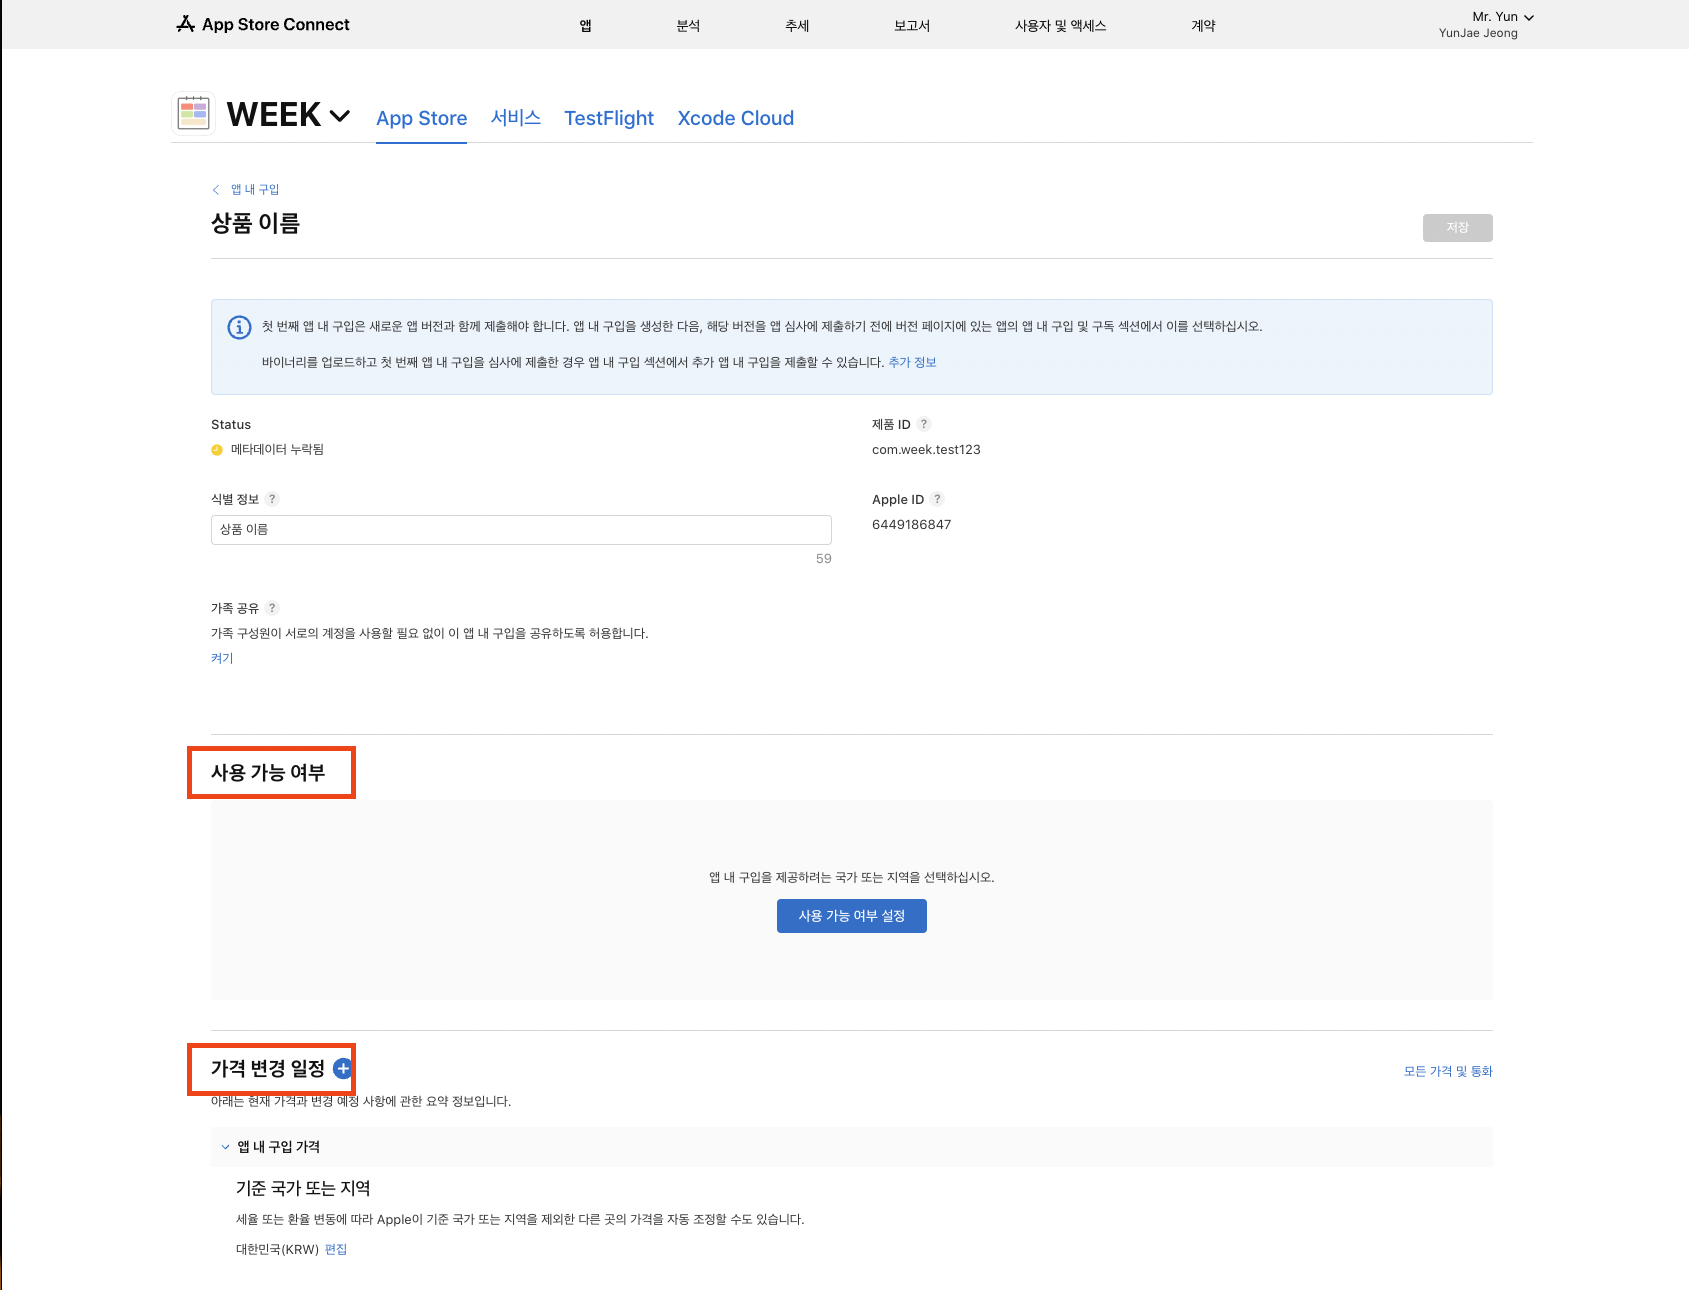 App Store Connect
앱
분석
추세
보고서
사용자 및 액세스
계약
Mr. Yun
YunJae Jeong
WEEK
App Store
서비스
TestFlight
Xcode Cloud
앱 내 구입
상품 이름
저장
첫 번째 앱 내 구입은 새로운 앱 버전과 함께 제출해야 합니다. 앱 내 구입을 생성한 다음, 해당 버전을 앱 심사에 제출하기 전에 버전 페이지에 있는 앱의 앱 내 구입 및 구독 섹션에서 이를 선택하십시오.
바이너리를 업로드하고 첫 번째 앱 내 구입을 심사에 제출한 경우 앱 내 구입 섹션에서 추가 앱 내 구입을 제출할 수 있습니다. 추가 정보
Status
메타데이터 누락됨
제품 ID ?
com.week.test123
식별 정보 ?
상품 이름
59
Apple ID ?
6449186847
가족 공유 ?
가족 구성원이 서로의 계정을 사용할 필요 없이 이 앱 내 구입을 공유하도록 허용합니다.
켜기
사용 가능 여부
앱 내 구입을 제공하려는 국가 또는 지역을 선택하십시오.
사용 가능 여부 설정
가격 변경 일정
모든 가격 및 통화
아래는 현재 가격과 변경 예정 사항에 관한 요약 정보입니다.
앱 내 구입 가격
기준 국가 또는 지역
세율 또는 환율 변동에 따라 Apple이 기준 국가 또는 지역을 제외한 다른 곳의 가격을 자동 조정할 수도 있습니다.
대한민국(KRW) 편집